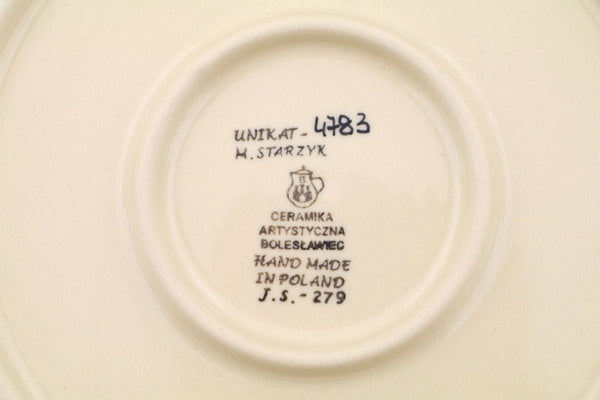 UNIKAT - 4783
M. STARZYK
CERAMIKA
ARTYSTYCZNA
BOLESŁAWIEC
HAND MADE
IN POLAND
J.S. - 279